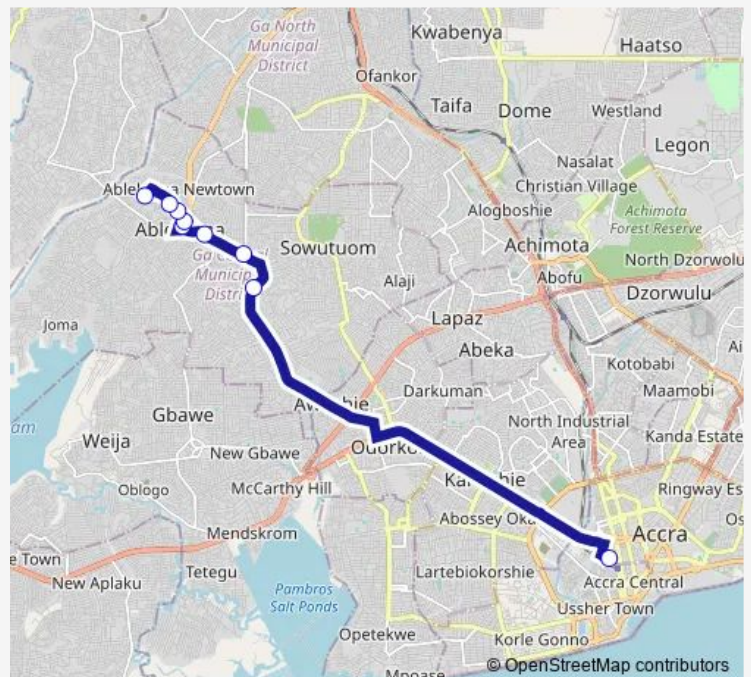 Ga North
Municipal
District
Kwabenya
Haatso
Ofankor
Taifa
Dome
Westland
Legon
Nasalat
Christian Village
Newtown
Alogboshie
Achimota
Forest Reserve
Sowutuom
Achimota
North Dzorwulu
Abofu
Alaji
Dzorwulu
Joma
Lapaz
Abeka
Kotobabi
Darkuman
Maamobi
Gbawe
North Industrial
Area
Kanda Estate
Weija
New Gbawe
McCarthy Hill
Oblogo
Ringway Es
Abossey Oka
Mendskrom
Accra
e Town
New Aplaku
Tetegu
Lartebiokorshie
Accra Central
Pambros
Salt Ponds
Ussher Town
Opetekwe
Korle Gonno
Mpoase
© OpenStreetMap contributors